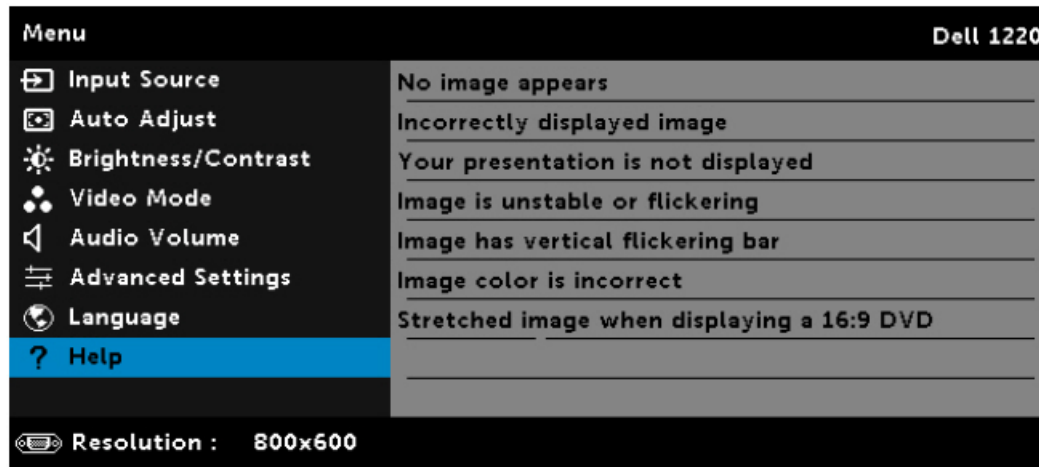 Menu
Dell 1220
Input Source
Auto Adjust
Brightness/Contrast
Video Mode
Audio Volume
Advanced Settings
Language
? Help
No image appears
Incorrectly displayed image
Your presentation is not displayed
Image is unstable or flickering
Image has vertical flickering bar
Image color is incorrect
Stretched image when displaying a 16:9 DVD
Resolution : 800x600